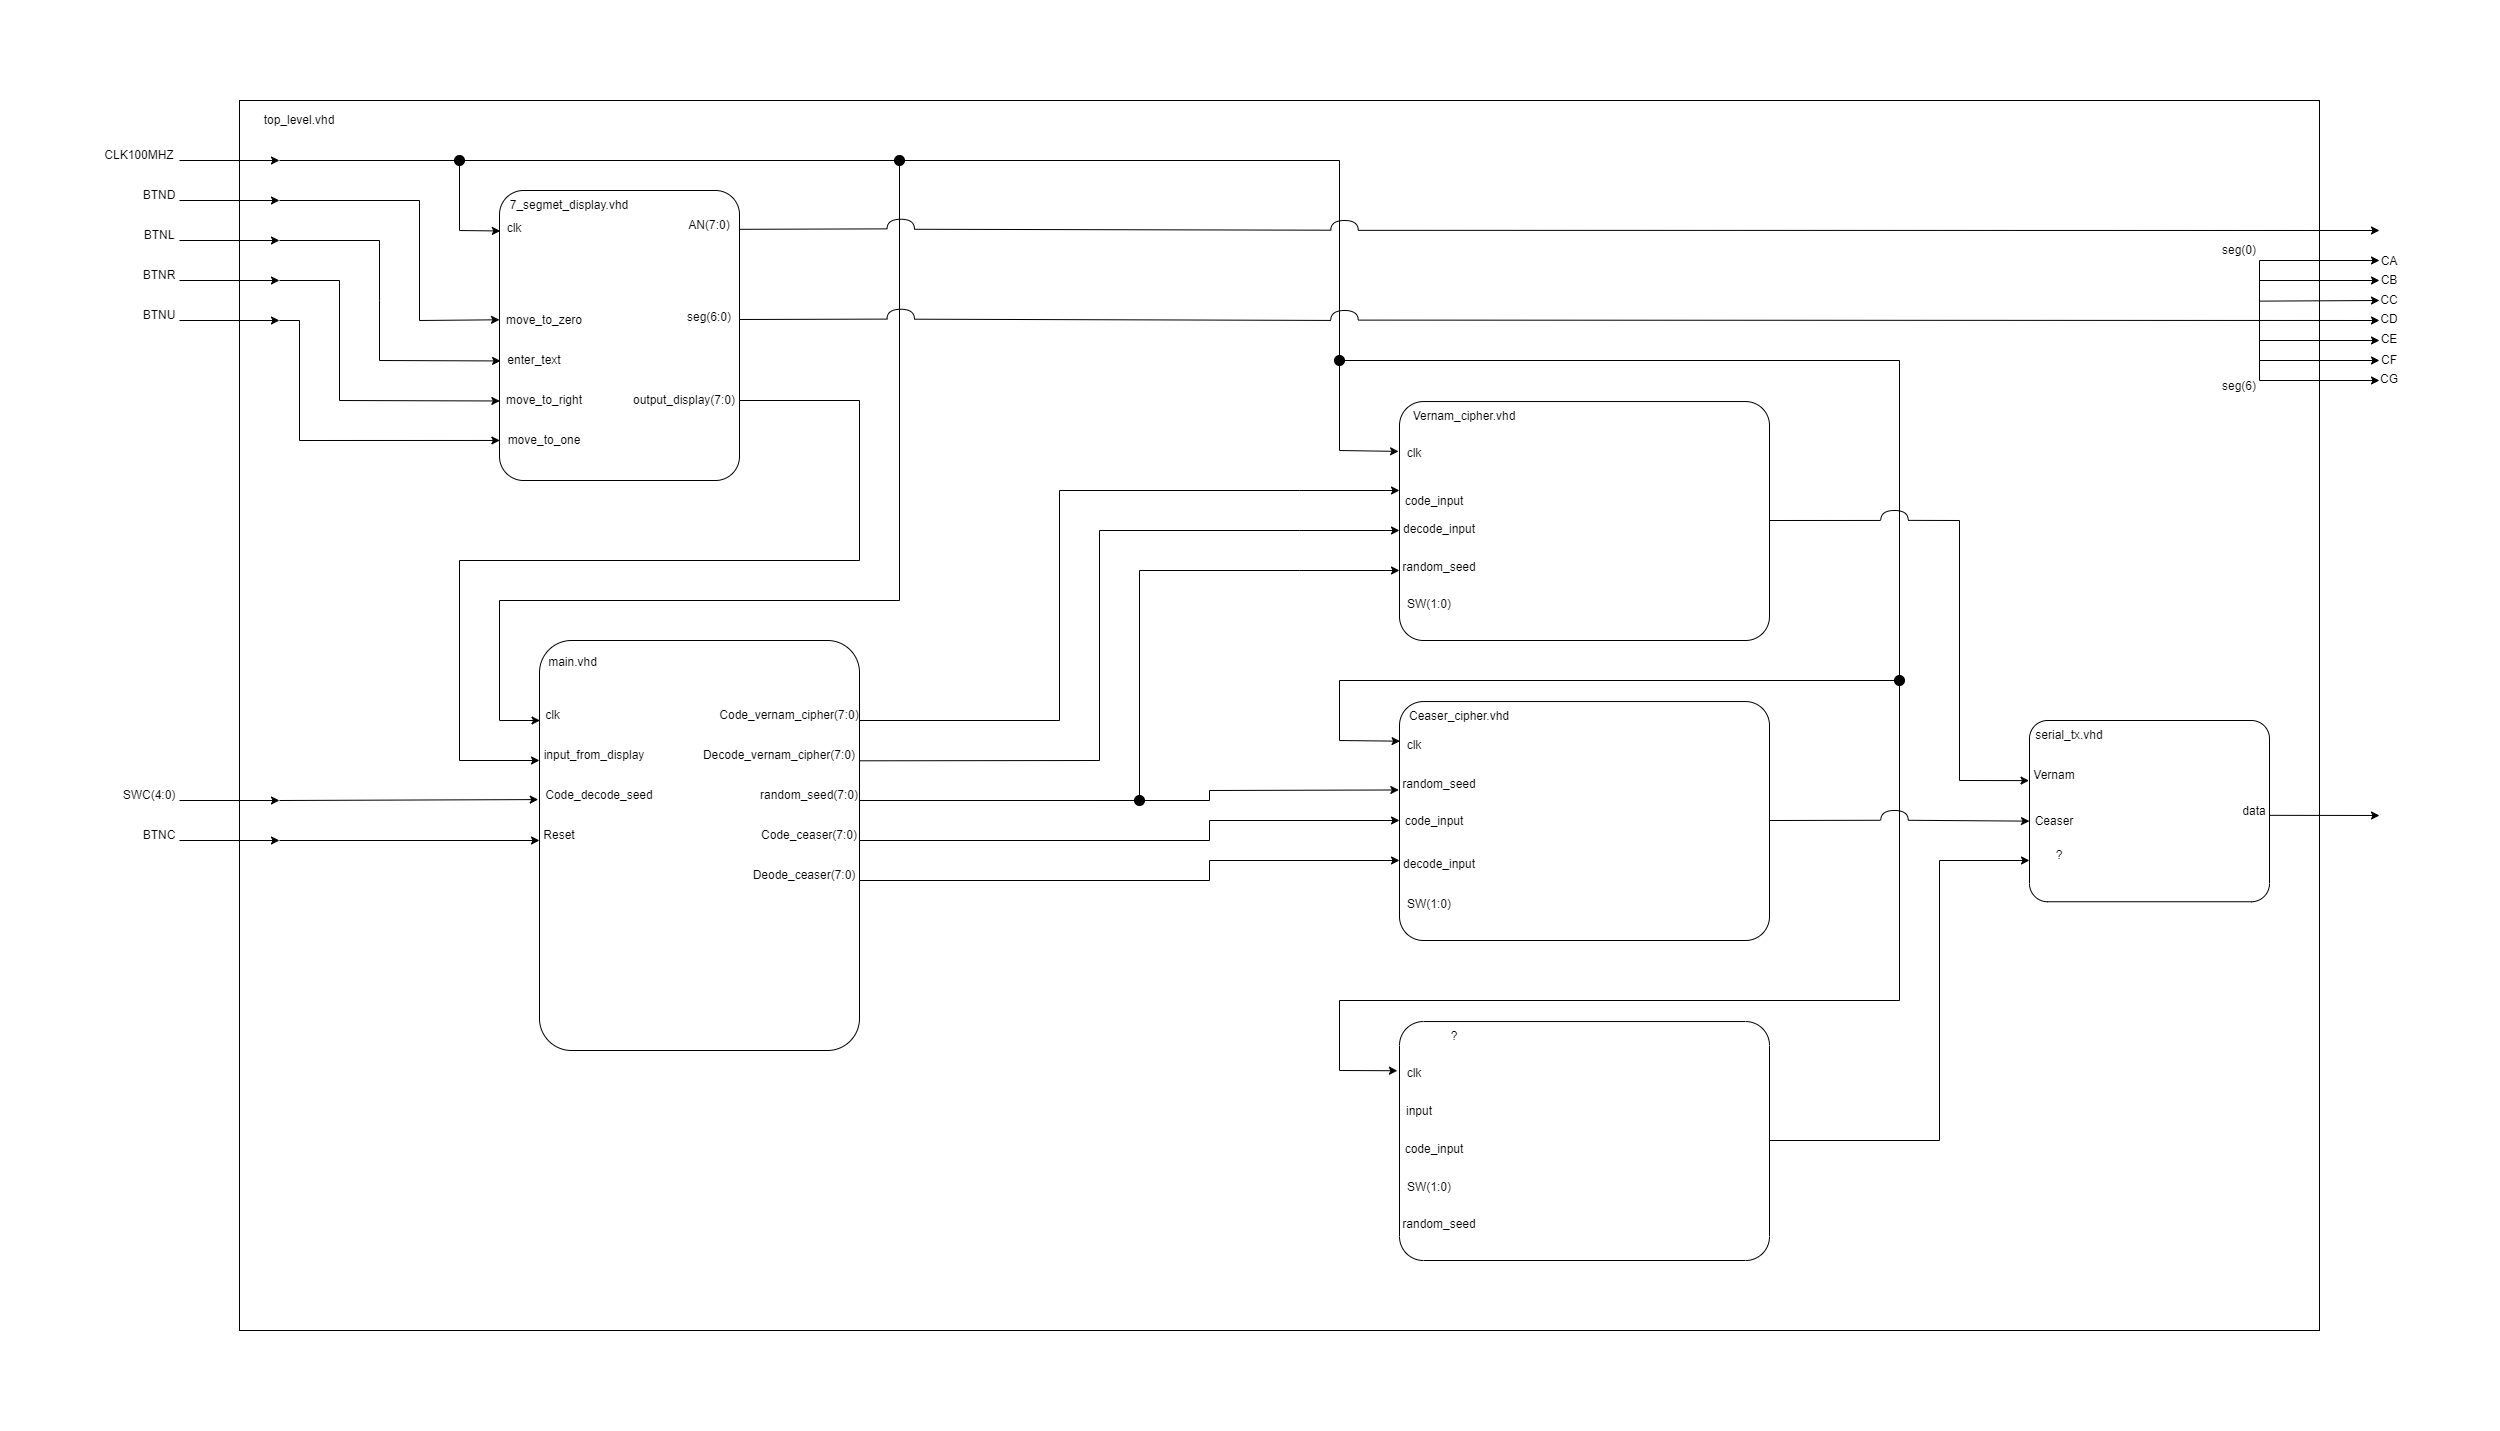 top_level.vhd
CLK100MHZ
BTND
BTNL
BTNR
BTNU
SWC(4:0)
BTNC
7_segmet_display.vhd
clk
move_to_zero
enter_text
move_to_right
move_to_one
AN(7:0)
seg(6:0)
output_display(7:0)
main.vhd
clk
input_from_display
Code_decode_seed
Reset
Code_vernam_cipher(7:0)
Decode_vernam_cipher(7:0)
random_seed(7:0)
Code_ceaser(7:0)
Deode_ceaser(7:0)
Vernam_cipher.vhd
clk
code_input
decode_input
random_seed
SW(1:0)
Ceaser_cipher.vhd
clk
random_seed
code_input
decode_input
SW(1:0)
?
clk
input
code_input
SW(1:0)
random_seed
serial_tx.vhd
Vernam
Ceaser
?
data
seg(0)
seg(6)
CA
CB
CC
CD
CE
CF
CG